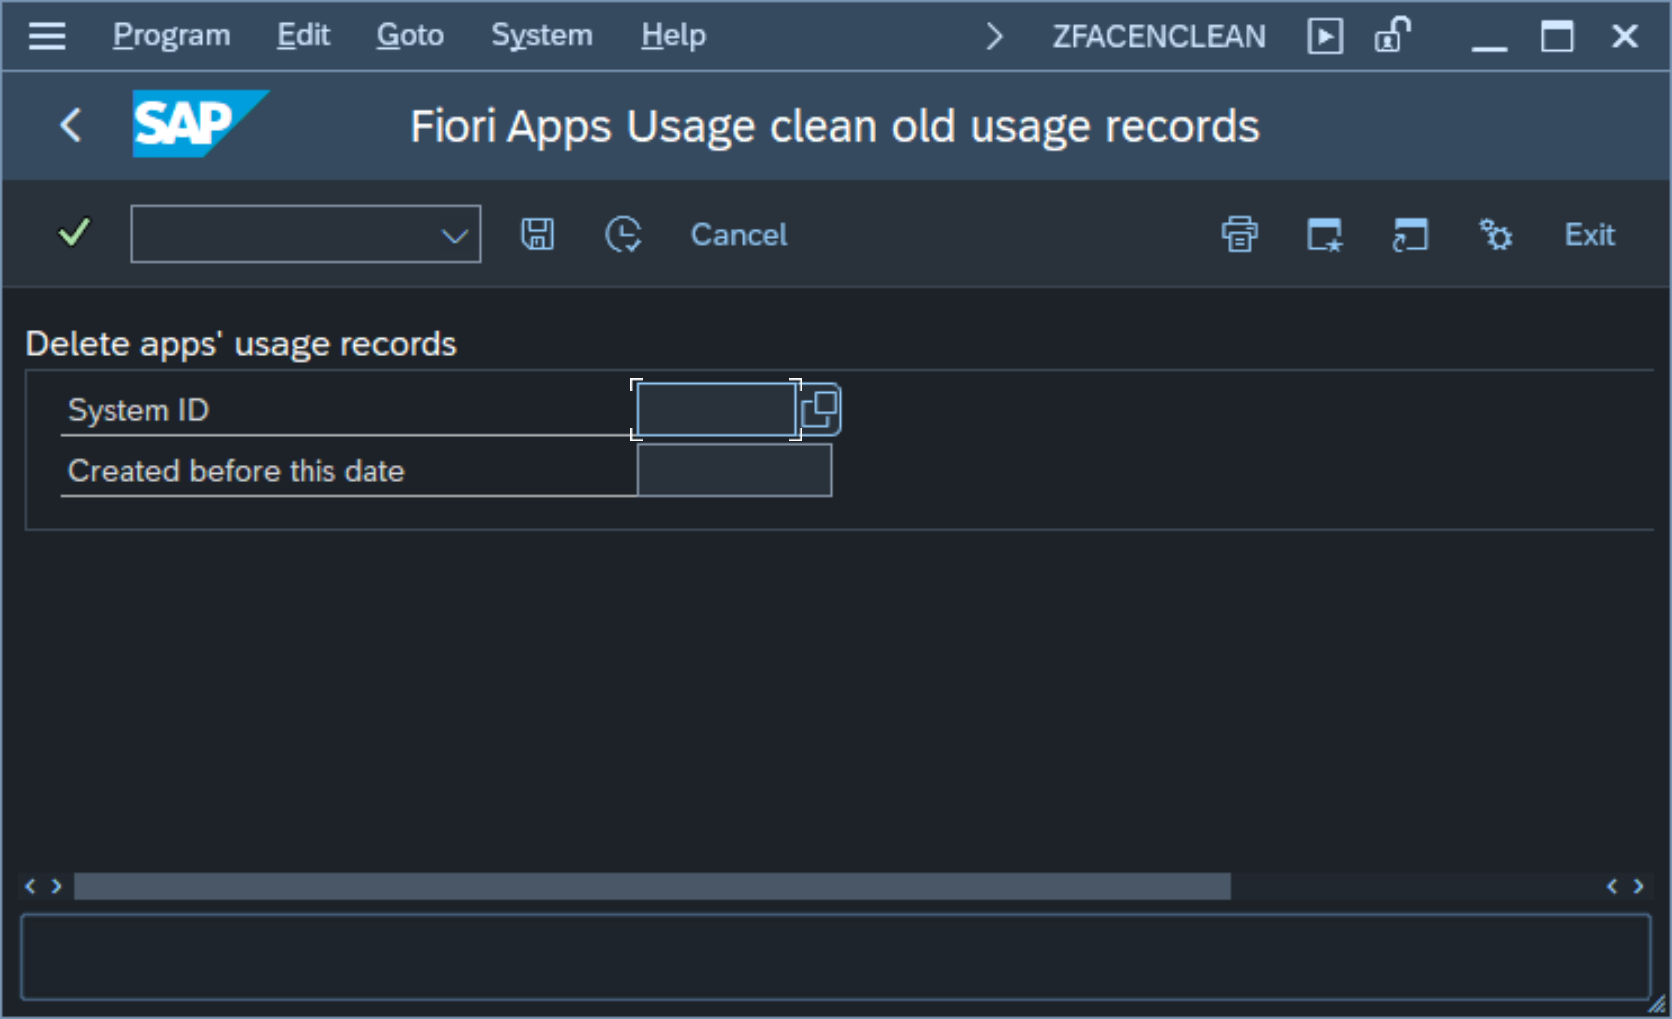 Program Edit Goto System Help ZFACENCLEAN
SAP Fiori Apps Usage clean old usage records
Cancel Exit
Delete apps' usage records
System ID
Created before this date